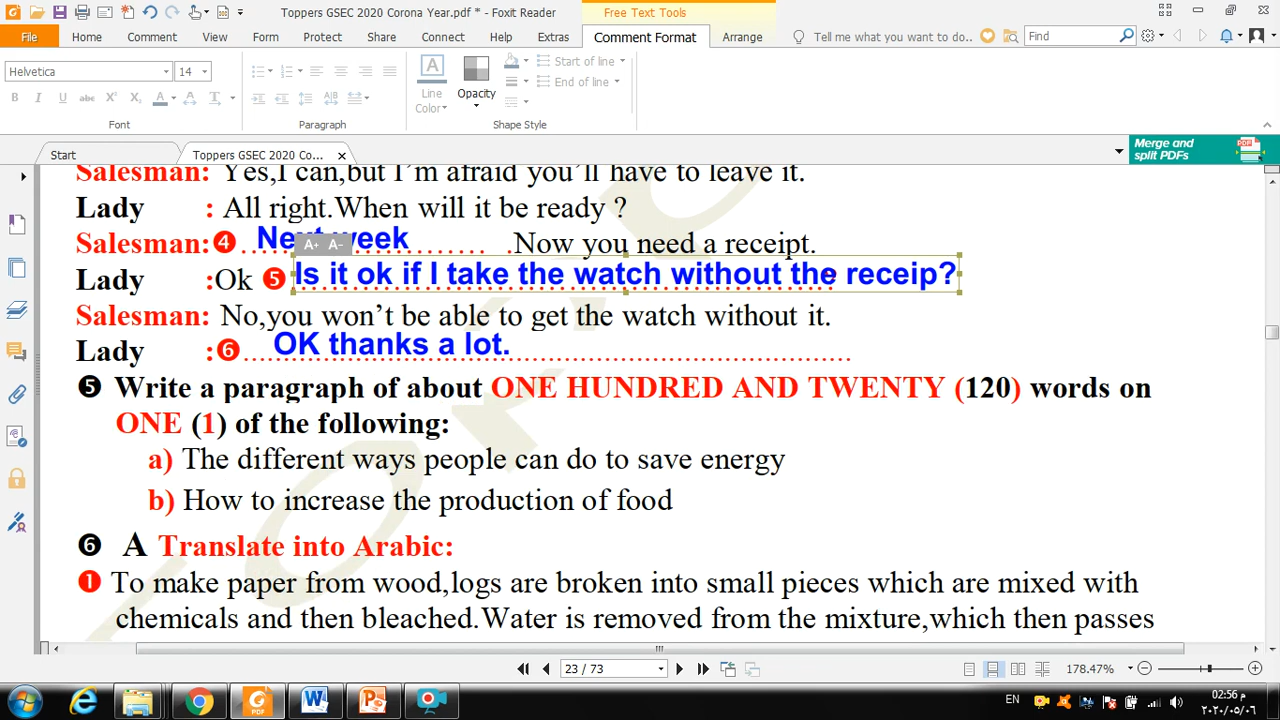 Toppers GSEC 2020 Corona Year.pdf * - Foxit Reader
Free Text Tools
File Home Comment View Form Protect Share Connect Help Extras Comment Format Arrange Tell me what you want to do.. Find
Helvetica 14 Start of line
End of line
Line Color Opacity
Font Paragraph Shape Style
Start Toppers GSEC 2020 Co... Merge and split PDFs
Salesman: Yes,I can,but I'm afraid you'll have to leave it.
Lady : All right.When will it be ready ?
Salesman:❹ Next week .Now you need a receipt.
A+ A-
Lady :Ok ❺ Is it ok if I take the watch without the receip?
Salesman: No,you won't be able to get the watch without it.
Lady :❻ OK thanks a lot.
❺ Write a paragraph of about ONE HUNDRED AND TWENTY (120) words on
ONE (1) of the following:
a) The different ways people can do to save energy
b) How to increase the production of food
❻ A Translate into Arabic:
❶ To make paper from wood,logs are broken into small pieces which are mixed with
chemicals and then bleached.Water is removed from the mixture,which then passes
23 / 73 178.47%
EN 02:56 م
٢٠٢٠/٠٥/٠٦